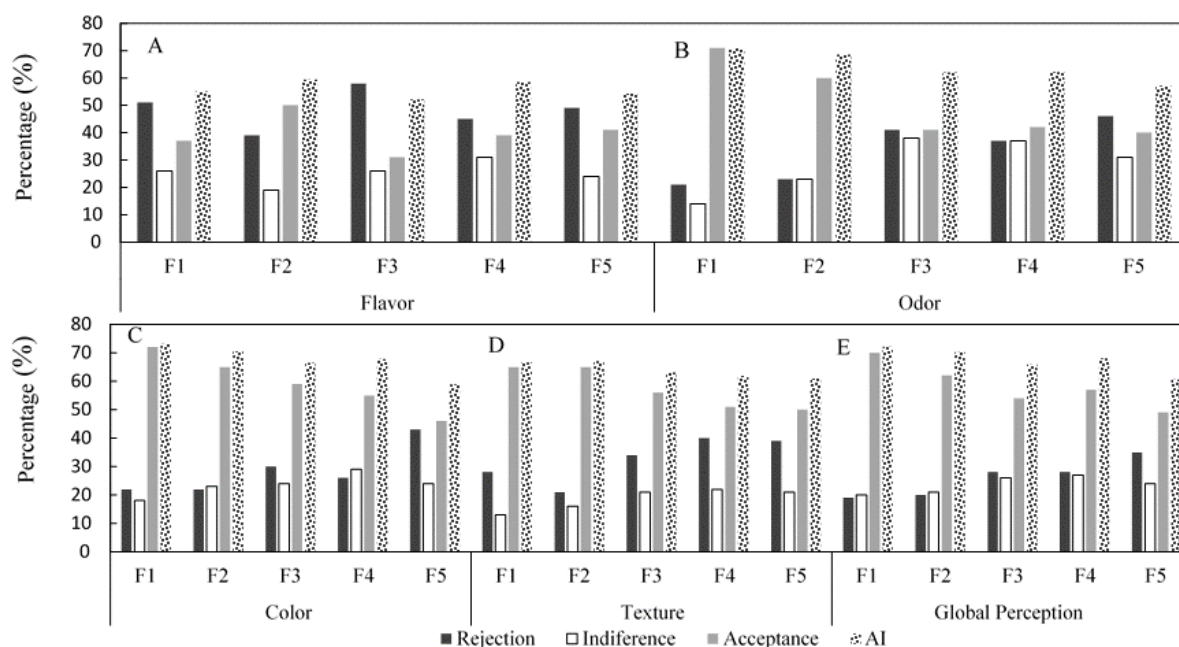 Percentage (%)
80
70
60
50
40
30
20
10
0
A
B
F1 F2 F3 F4 F5 F1 F2 F3 F4 F5
Flavor Odor
Percentage (%)
80
70
60
50
40
30
20
10
0
C
D
E
F1 F2 F3 F4 F5 F1 F2 F3 F4 F5 F1 F2 F3 F4 F5
Color Texture Global Perception
Rejection Indiference Acceptance AI